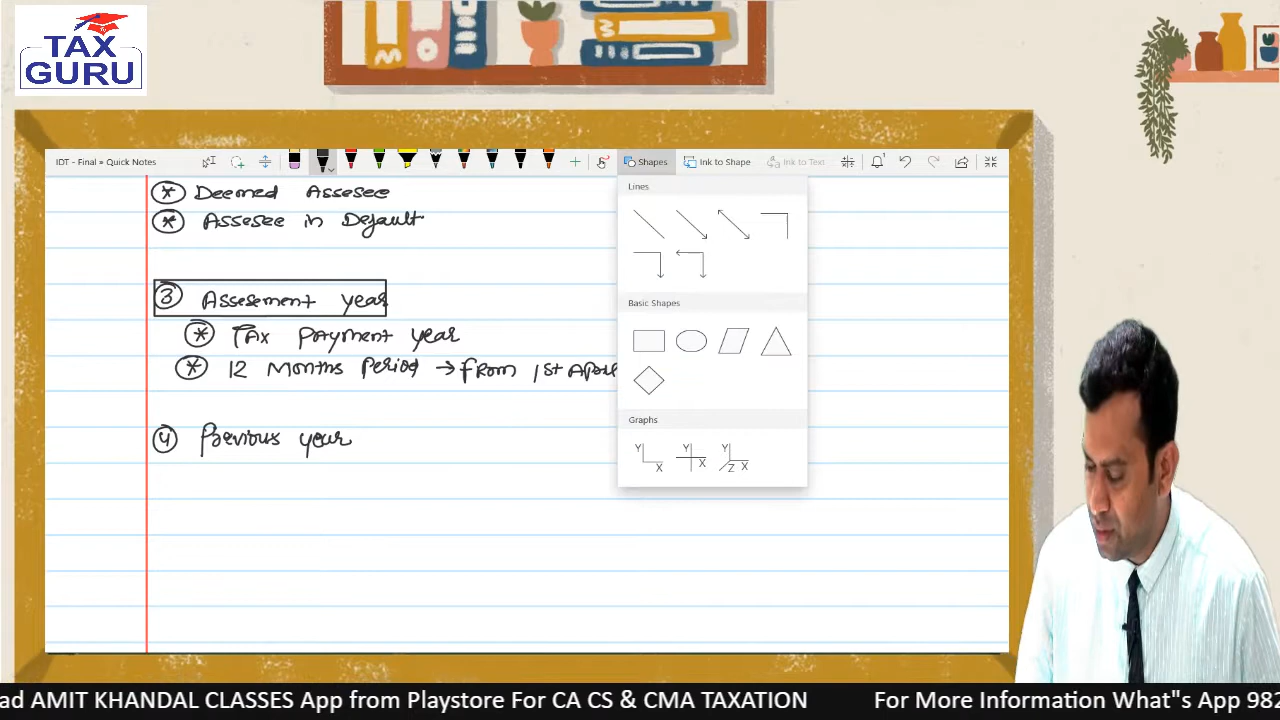 TAX
GURU
IDT - Final = Quick Notes
Shapes
Ink to Shape
Ink to Text
Lines
Basic Shapes
Graphs
Y
X
Y
X
Y
Z
X
* Deemed Assesee
* Assesee in Default
3 Assesement year
* Tax Payment year
* 12 Months Period → from 1st April
4 Previous year
ad AMIT KHANDAL CLASSES App from Playstore For CA CS & CMA TAXATION
For More Information What"s App 982